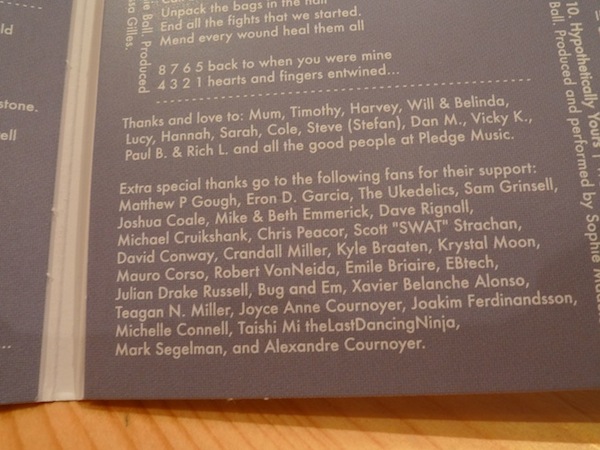 Unpack the bags in the hall
End all the fights that we started.
Mend every wound heal them all
8 7 6 5 back to when you were mine
4 3 2 1 hearts and fingers entwined...
Thanks and love to: Mum, Timothy, Harvey, Will & Belinda,
Lucy, Hannah, Sarah, Cole, Steve (Stefan), Dan M., Vicky K.,
Paul B. & Rich L. and all the good people at Pledge Music.
Extra special thanks go to the following fans for their support:
Matthew P Gough, Eron D. Garcia, The Ukedelics, Sam Grinsell,
Joshua Coale, Mike & Beth Emmerick, Dave Rignall,
Michael Cruikshank, Chris Peacor, Scott "SWAT" Strachan,
David Conway, Crandall Miller, Kyle Braaten, Krystal Moon,
Mauro Corso, Robert VonNeida, Emile Briaire, EBtech,
Julian Drake Russell, Bug and Em, Xavier Belanche Alonso,
Teagan N. Miller, Joyce Anne Cournoyer, Joakim Ferdinandsson,
Michelle Connell, Taishi Mi theLastDancingNinja,
Mark Segelman, and Alexandre Cournoyer.
Ball. Produced
Gilles.
10. Hypothetically Yours |
Ball. Produced and performed by Sophie